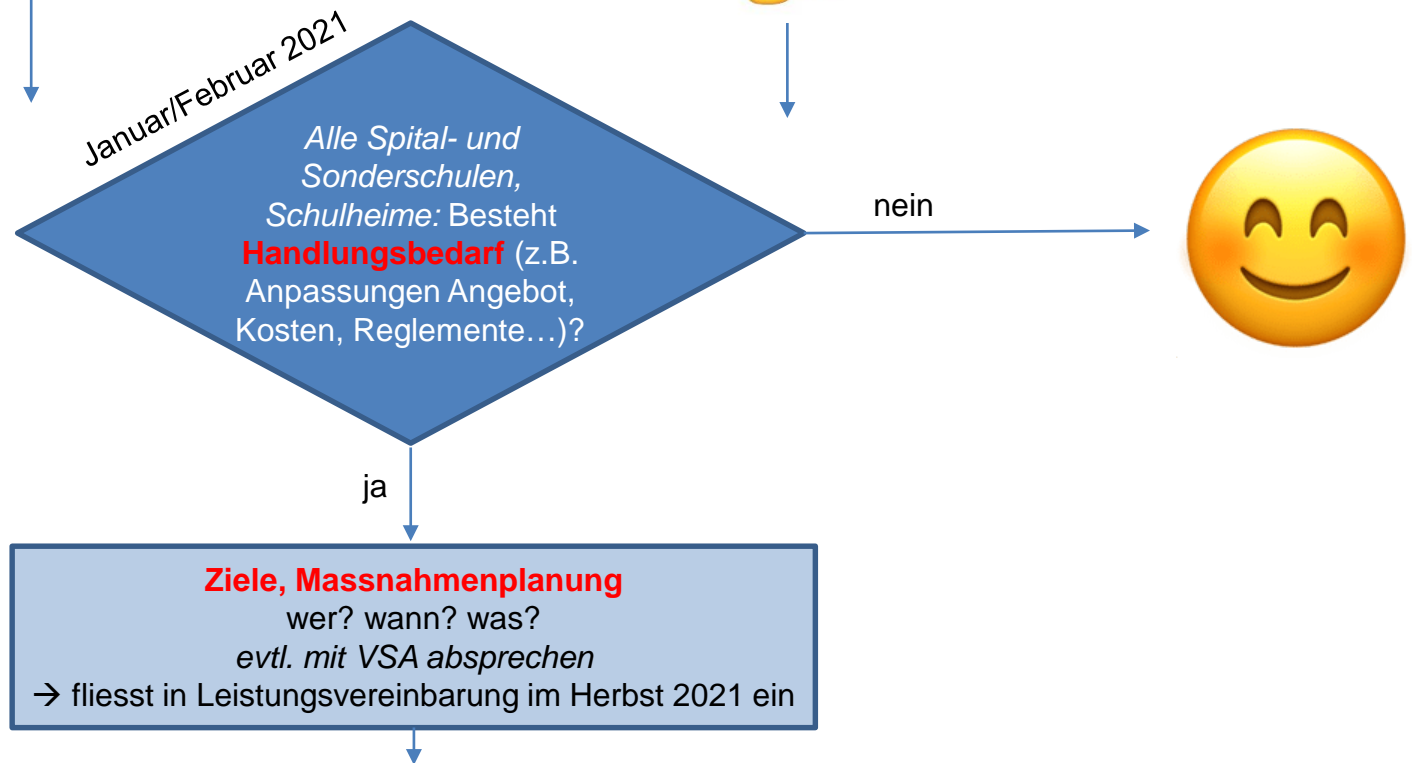 Januar/Februar 2021
Alle Spital- und
Sonderschulen,
Schulheime: Besteht
Handlungsbedarf (z.B.
Anpassungen Angebot,
Kosten, Reglemente…)?
nein
ja
Ziele, Massnahmenplanung
wer? wann? was?
evtl. mit VSA absprechen
→ fliesst in Leistungsvereinbarung im Herbst 2021 ein